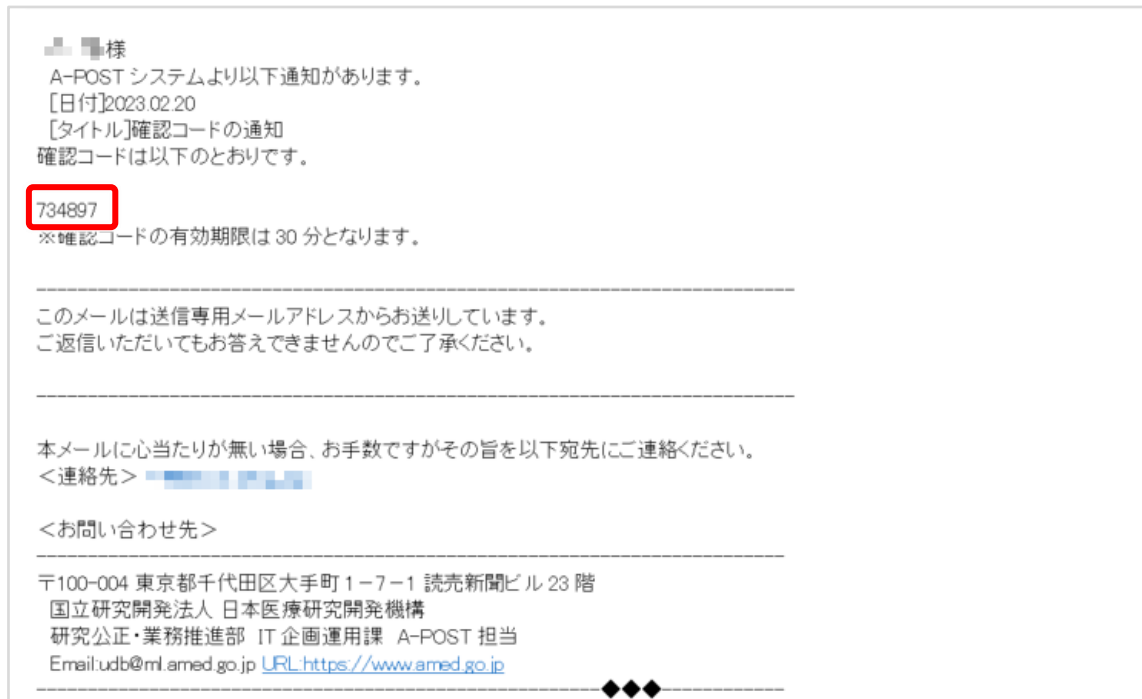 様
A-POST システムより以下通知があります。
[日付]2023.02.20
[タイトル]確認コードの通知
確認コードは以下のとおりです。
734897
※確認コードの有効期限は 30 分となります。
このメールは送信専用メールアドレスからお送りしています。
ご返信いただいてもお答えできませんのでご了承ください。
本メールに心当たりが無い場合、お手数ですがその旨を以下宛先にご連絡ください。
＜連絡先＞
＜お問い合わせ先＞
〒100-004 東京都千代田区大手町１－７－１ 読売新聞ビル 23 階
国立研究開発法人 日本医療研究開発機構
研究公正・業務推進部 IT 企画運用課 A-POST 担当
Email:udb@ml.amed.go.jp URL:https://www.amed.go.jp
◆◆◆